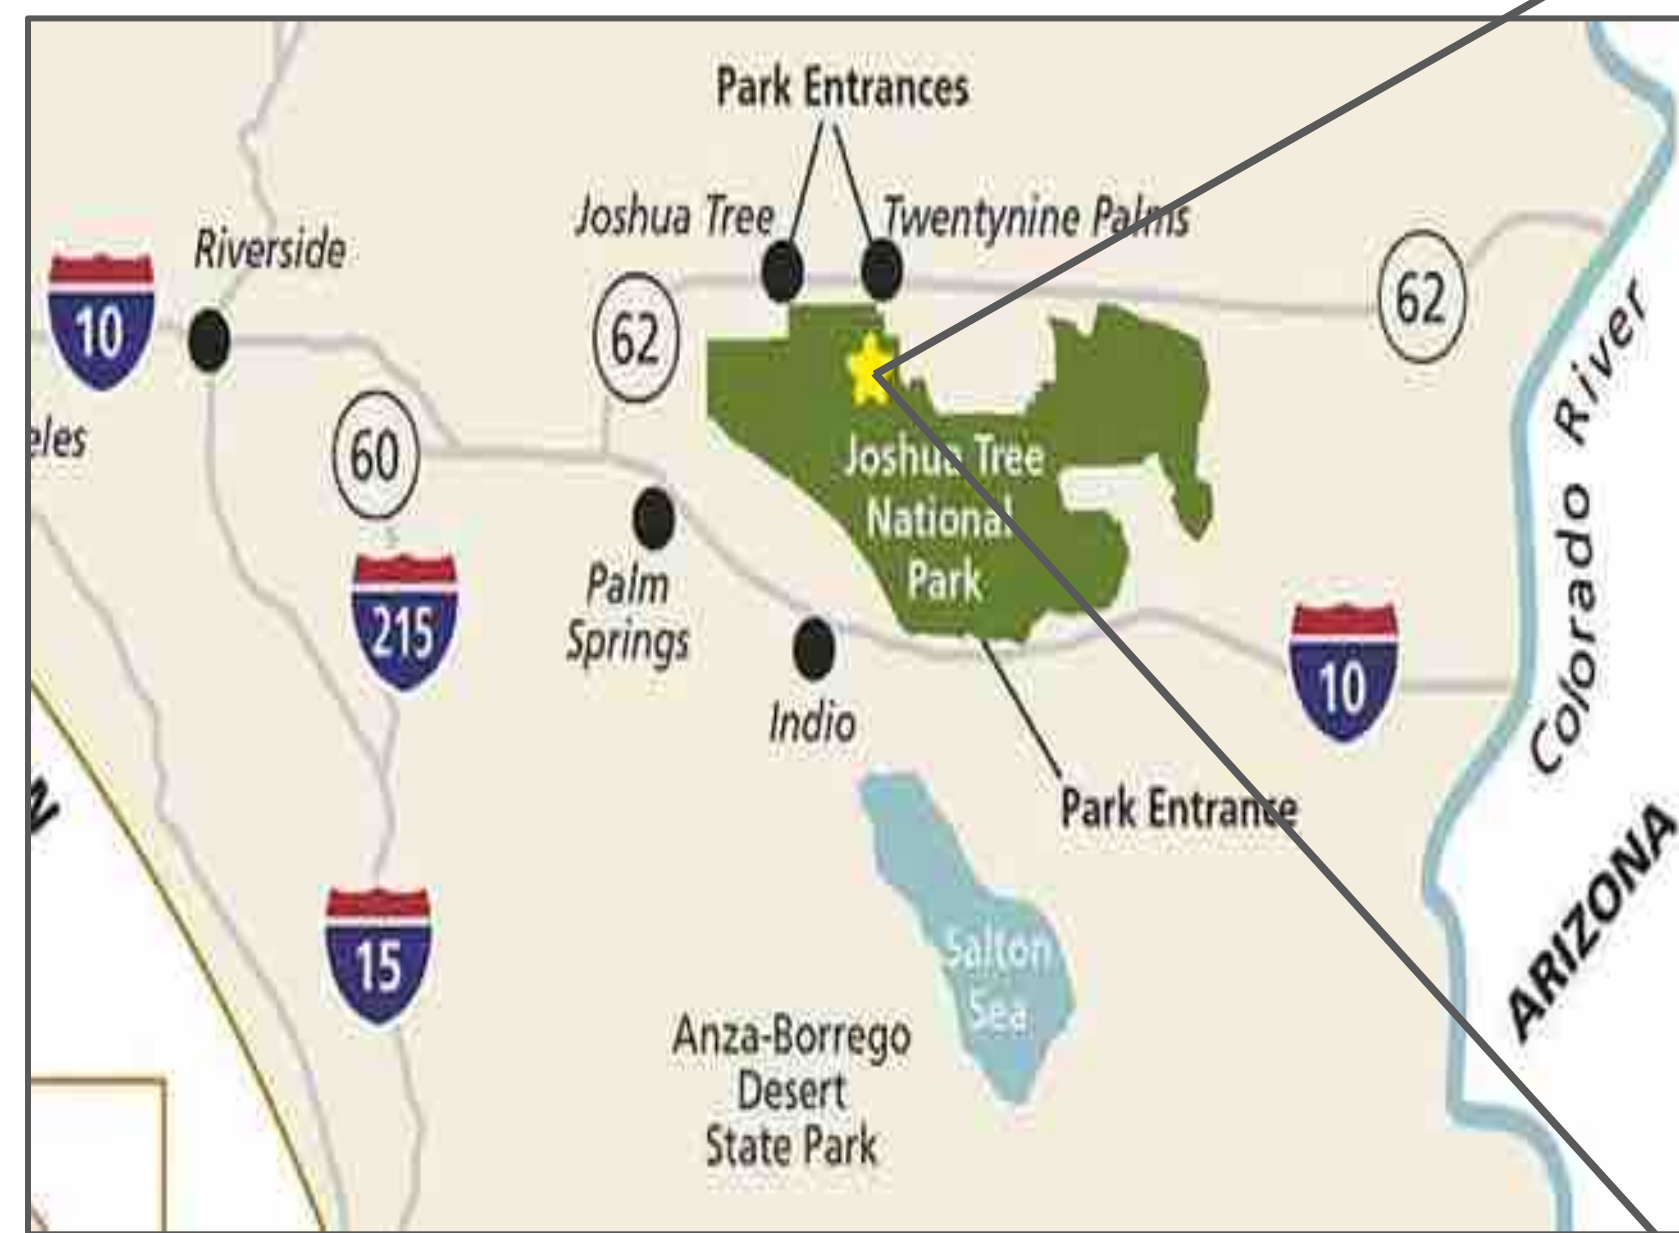 Park Entrances
Joshua Tree
Twentynine Palms
Riverside
10
62
62
60
eles
Joshua Tree
National
Park
Palm
Springs
215
Indio
10
Colorado River
Park Entrance
N
ARIZONA
15
Salton
Sea
Anza-Borrego
Desert
State Park